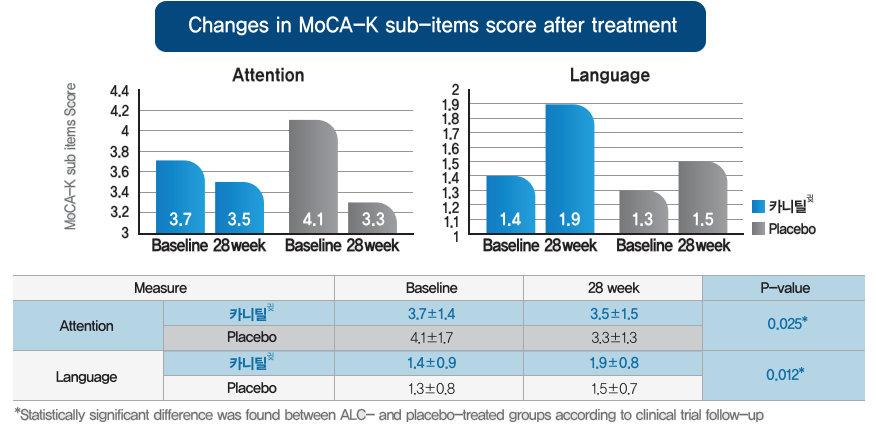 Changes in MoCA-K sub-items score after treatment
Attention
Language
MoCA-K sub items Score
4.4
4.2
4
3.8
3.6
3.4
3.2
3
3.7
3.5
4.1
3.3
Baseline 28week Baseline 28week
2
1.9
1.8
1.7
1.6
1.5
1.4
1.3
1.2
1.1
1
1.4
1.9
1.3
1.5
Baseline 28week Baseline 28week
카니틸
Placebo
Measure Baseline 28 week P-value
Attention 카니틸 3.7±1.4 3.5±1.5 0.025*
Placebo 4.1±1.7 3.3±1.3
Language 카니틸 1.4±0.9 1.9±0.8 0.012*
Placebo 1.3±0.8 1.5±0.7
*Statistically significant difference was found between ALC- and placebo-treated groups according to clinical trial follow-up